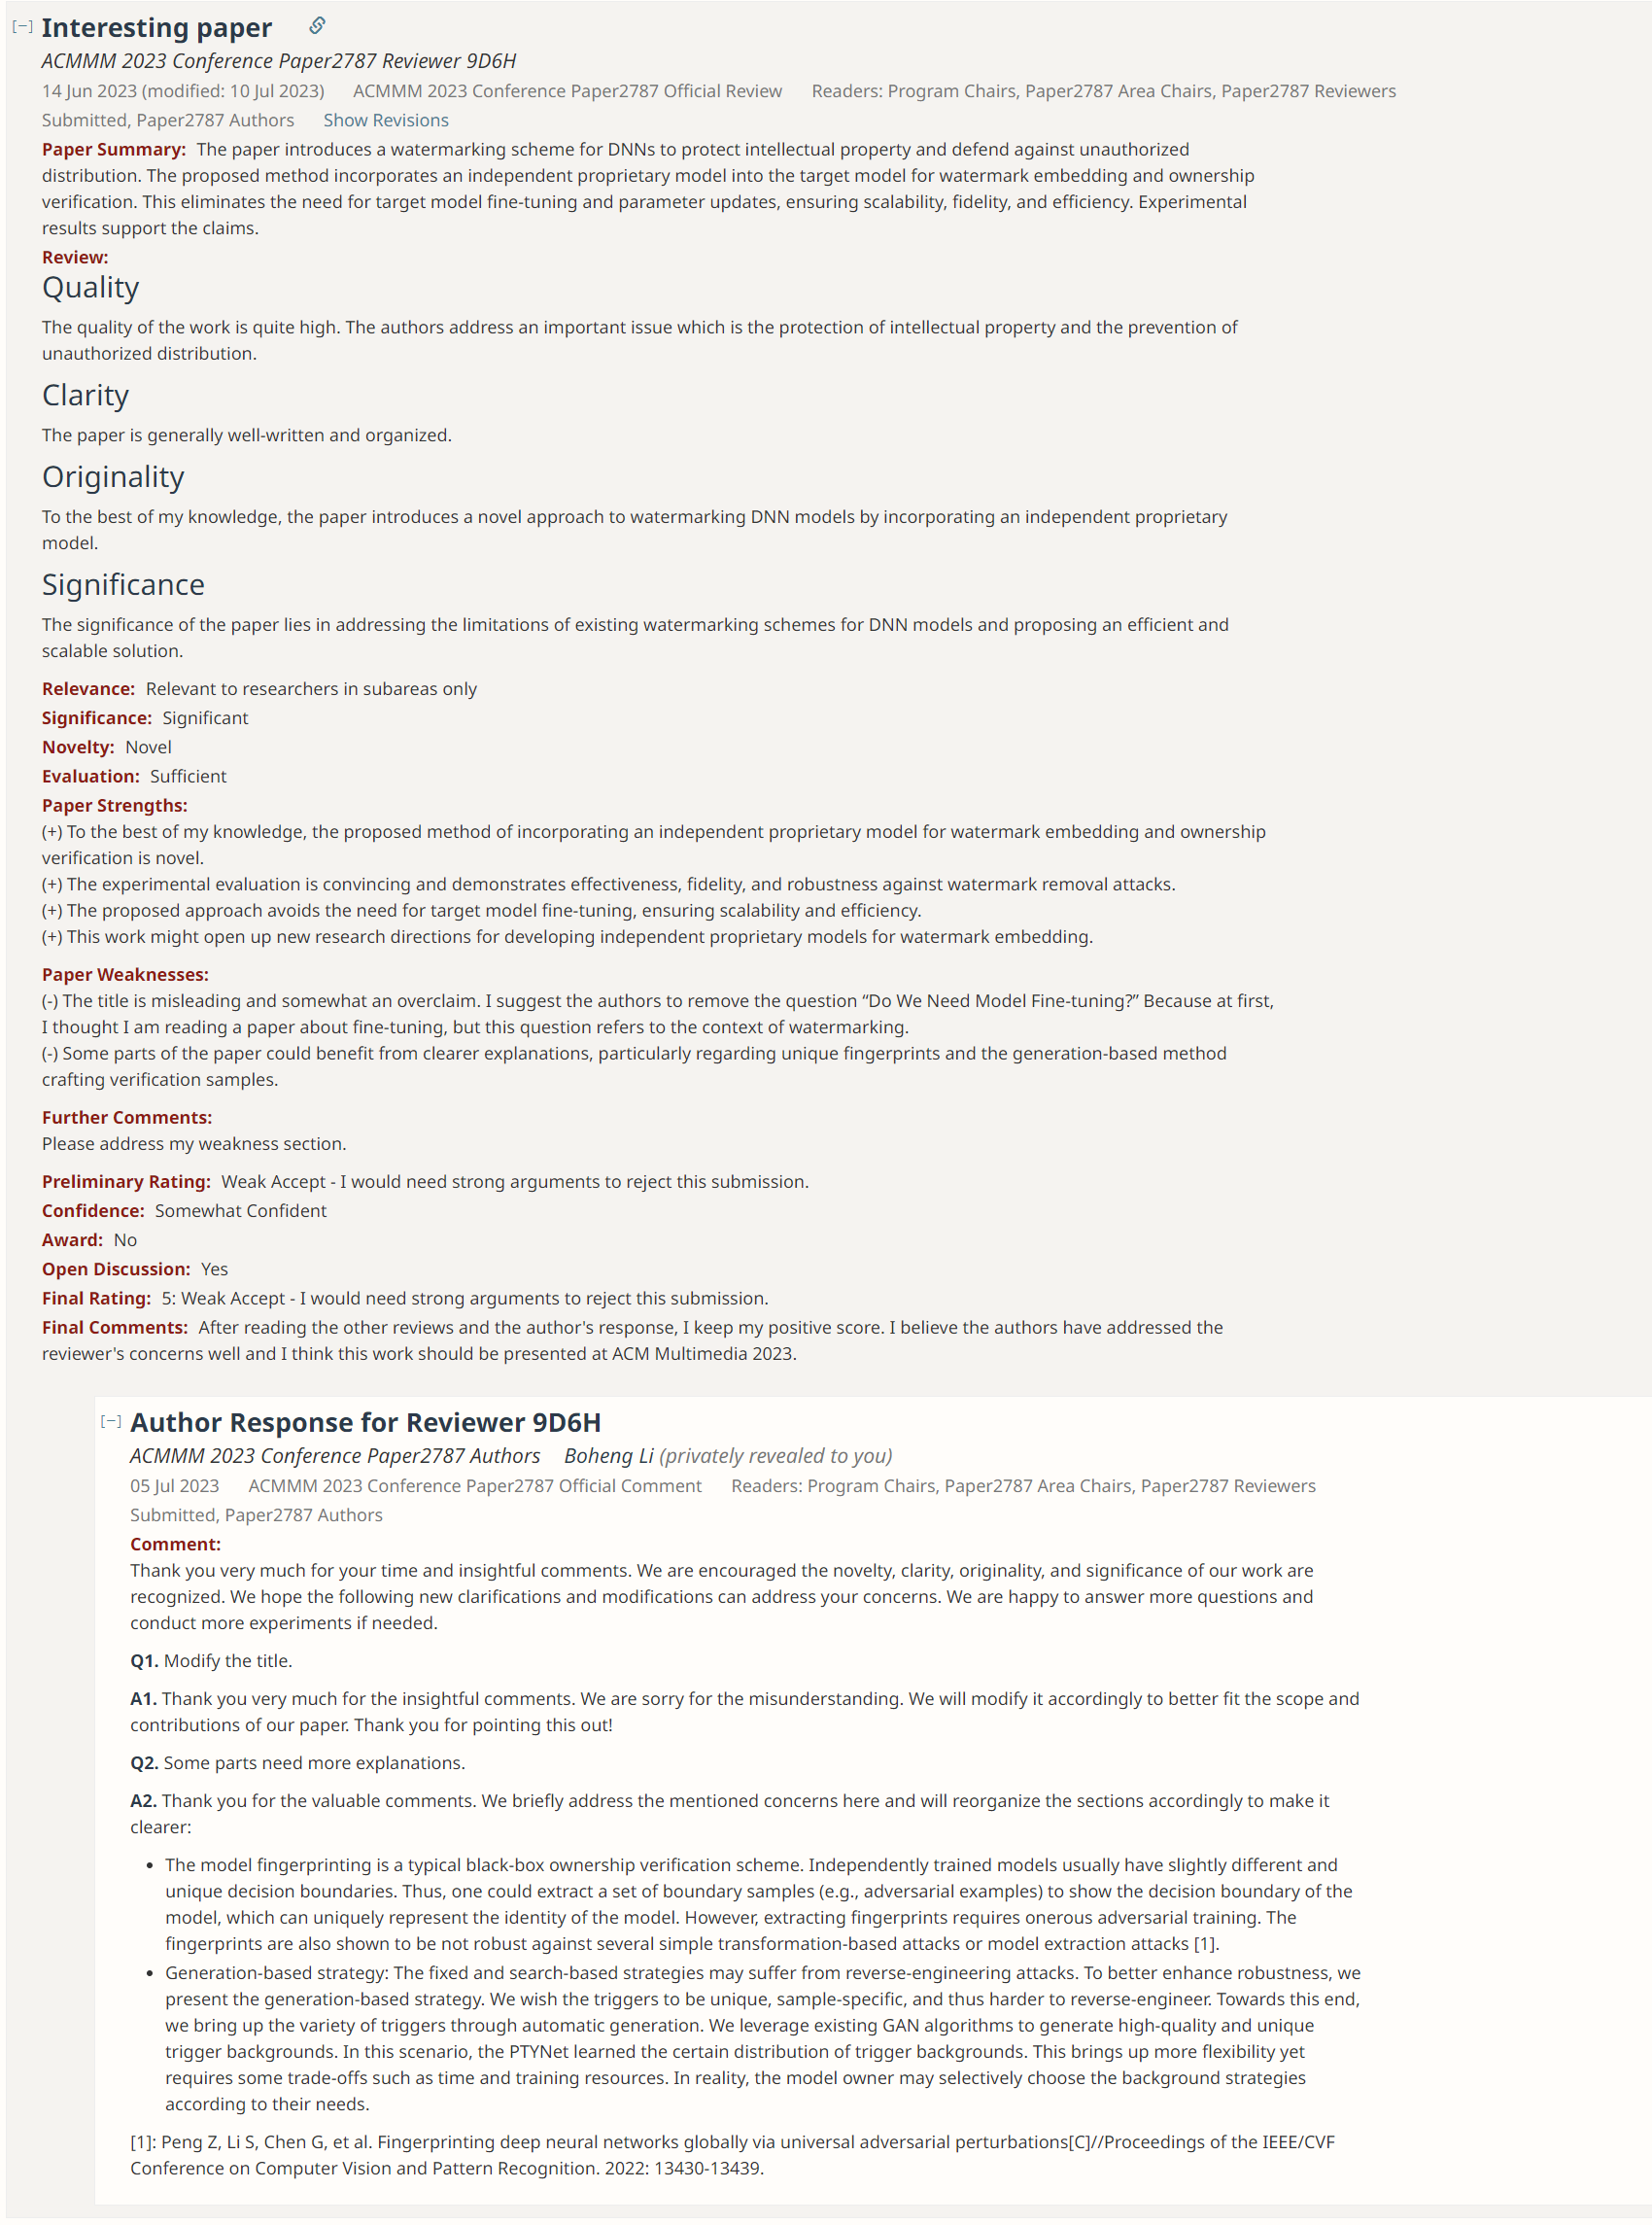 [–] Interesting paper
ACMMM 2023 Conference Paper2787 Reviewer 9D6H
14 Jun 2023 (modified: 10 Jul 2023) ACMMM 2023 Conference Paper2787 Official Review Readers: Program Chairs, Paper2787 Area Chairs, Paper2787 Reviewers
Submitted, Paper2787 Authors Show Revisions
Paper Summary: The paper introduces a watermarking scheme for DNNs to protect intellectual property and defend against unauthorized
distribution. The proposed method incorporates an independent proprietary model into the target model for watermark embedding and ownership
verification. This eliminates the need for target model fine-tuning and parameter updates, ensuring scalability, fidelity, and efficiency. Experimental
results support the claims.
Review:
Quality
The quality of the work is quite high. The authors address an important issue which is the protection of intellectual property and the prevention of
unauthorized distribution.
Clarity
The paper is generally well-written and organized.
Originality
To the best of my knowledge, the paper introduces a novel approach to watermarking DNN models by incorporating an independent proprietary
model.
Significance
The significance of the paper lies in addressing the limitations of existing watermarking schemes for DNN models and proposing an efficient and
scalable solution.
Relevance: Relevant to researchers in subareas only
Significance: Significant
Novelty: Novel
Evaluation: Sufficient
Paper Strengths:
(+) To the best of my knowledge, the proposed method of incorporating an independent proprietary model for watermark embedding and ownership
verification is novel.
(+) The experimental evaluation is convincing and demonstrates effectiveness, fidelity, and robustness against watermark removal attacks.
(+) The proposed approach avoids the need for target model fine-tuning, ensuring scalability and efficiency.
(+) This work might open up new research directions for developing independent proprietary models for watermark embedding.
Paper Weaknesses:
(-) The title is misleading and somewhat an overclaim. I suggest the authors to remove the question “Do We Need Model Fine-tuning?” Because at first,
I thought I am reading a paper about fine-tuning, but this question refers to the context of watermarking.
(-) Some parts of the paper could benefit from clearer explanations, particularly regarding unique fingerprints and the generation-based method
crafting verification samples.
Further Comments:
Please address my weakness section.
Preliminary Rating: Weak Accept - I would need strong arguments to reject this submission.
Confidence: Somewhat Confident
Award: No
Open Discussion: Yes
Final Rating: 5: Weak Accept - I would need strong arguments to reject this submission.
Final Comments: After reading the other reviews and the author's response, I keep my positive score. I believe the authors have addressed the
reviewer's concerns well and I think this work should be presented at ACM Multimedia 2023.
[–] Author Response for Reviewer 9D6H
ACMMM 2023 Conference Paper2787 Authors Boheng Li (privately revealed to you)
05 Jul 2023 ACMMM 2023 Conference Paper2787 Official Comment Readers: Program Chairs, Paper2787 Area Chairs, Paper2787 Reviewers
Submitted, Paper2787 Authors
Comment:
Thank you very much for your time and insightful comments. We are encouraged the novelty, clarity, originality, and significance of our work are
recognized. We hope the following new clarifications and modifications can address your concerns. We are happy to answer more questions and
conduct more experiments if needed.
Q1. Modify the title.
A1. Thank you very much for the insightful comments. We are sorry for the misunderstanding. We will modify it accordingly to better fit the scope and
contributions of our paper. Thank you for pointing this out!
Q2. Some parts need more explanations.
A2. Thank you for the valuable comments. We briefly address the mentioned concerns here and will reorganize the sections accordingly to make it
clearer:
• The model fingerprinting is a typical black-box ownership verification scheme. Independently trained models usually have slightly different and
unique decision boundaries. Thus, one could extract a set of boundary samples (e.g., adversarial examples) to show the decision boundary of the
model, which can uniquely represent the identity of the model. However, extracting fingerprints requires onerous adversarial training. The
fingerprints are also shown to be not robust against several simple transformation-based attacks or model extraction attacks [1].
• Generation-based strategy: The fixed and search-based strategies may suffer from reverse-engineering attacks. To better enhance robustness, we
present the generation-based strategy. We wish the triggers to be unique, sample-specific, and thus harder to reverse-engineer. Towards this end,
we bring up the variety of triggers through automatic generation. We leverage existing GAN algorithms to generate high-quality and unique
trigger backgrounds. In this scenario, the PTYNet learned the certain distribution of trigger backgrounds. This brings up more flexibility yet
requires some trade-offs such as time and training resources. In reality, the model owner may selectively choose the background strategies
according to their needs.
[1]: Peng Z, Li S, Chen G, et al. Fingerprinting deep neural networks globally via universal adversarial perturbations[C]//Proceedings of the IEEE/CVF
Conference on Computer Vision and Pattern Recognition. 2022: 13430-13439.